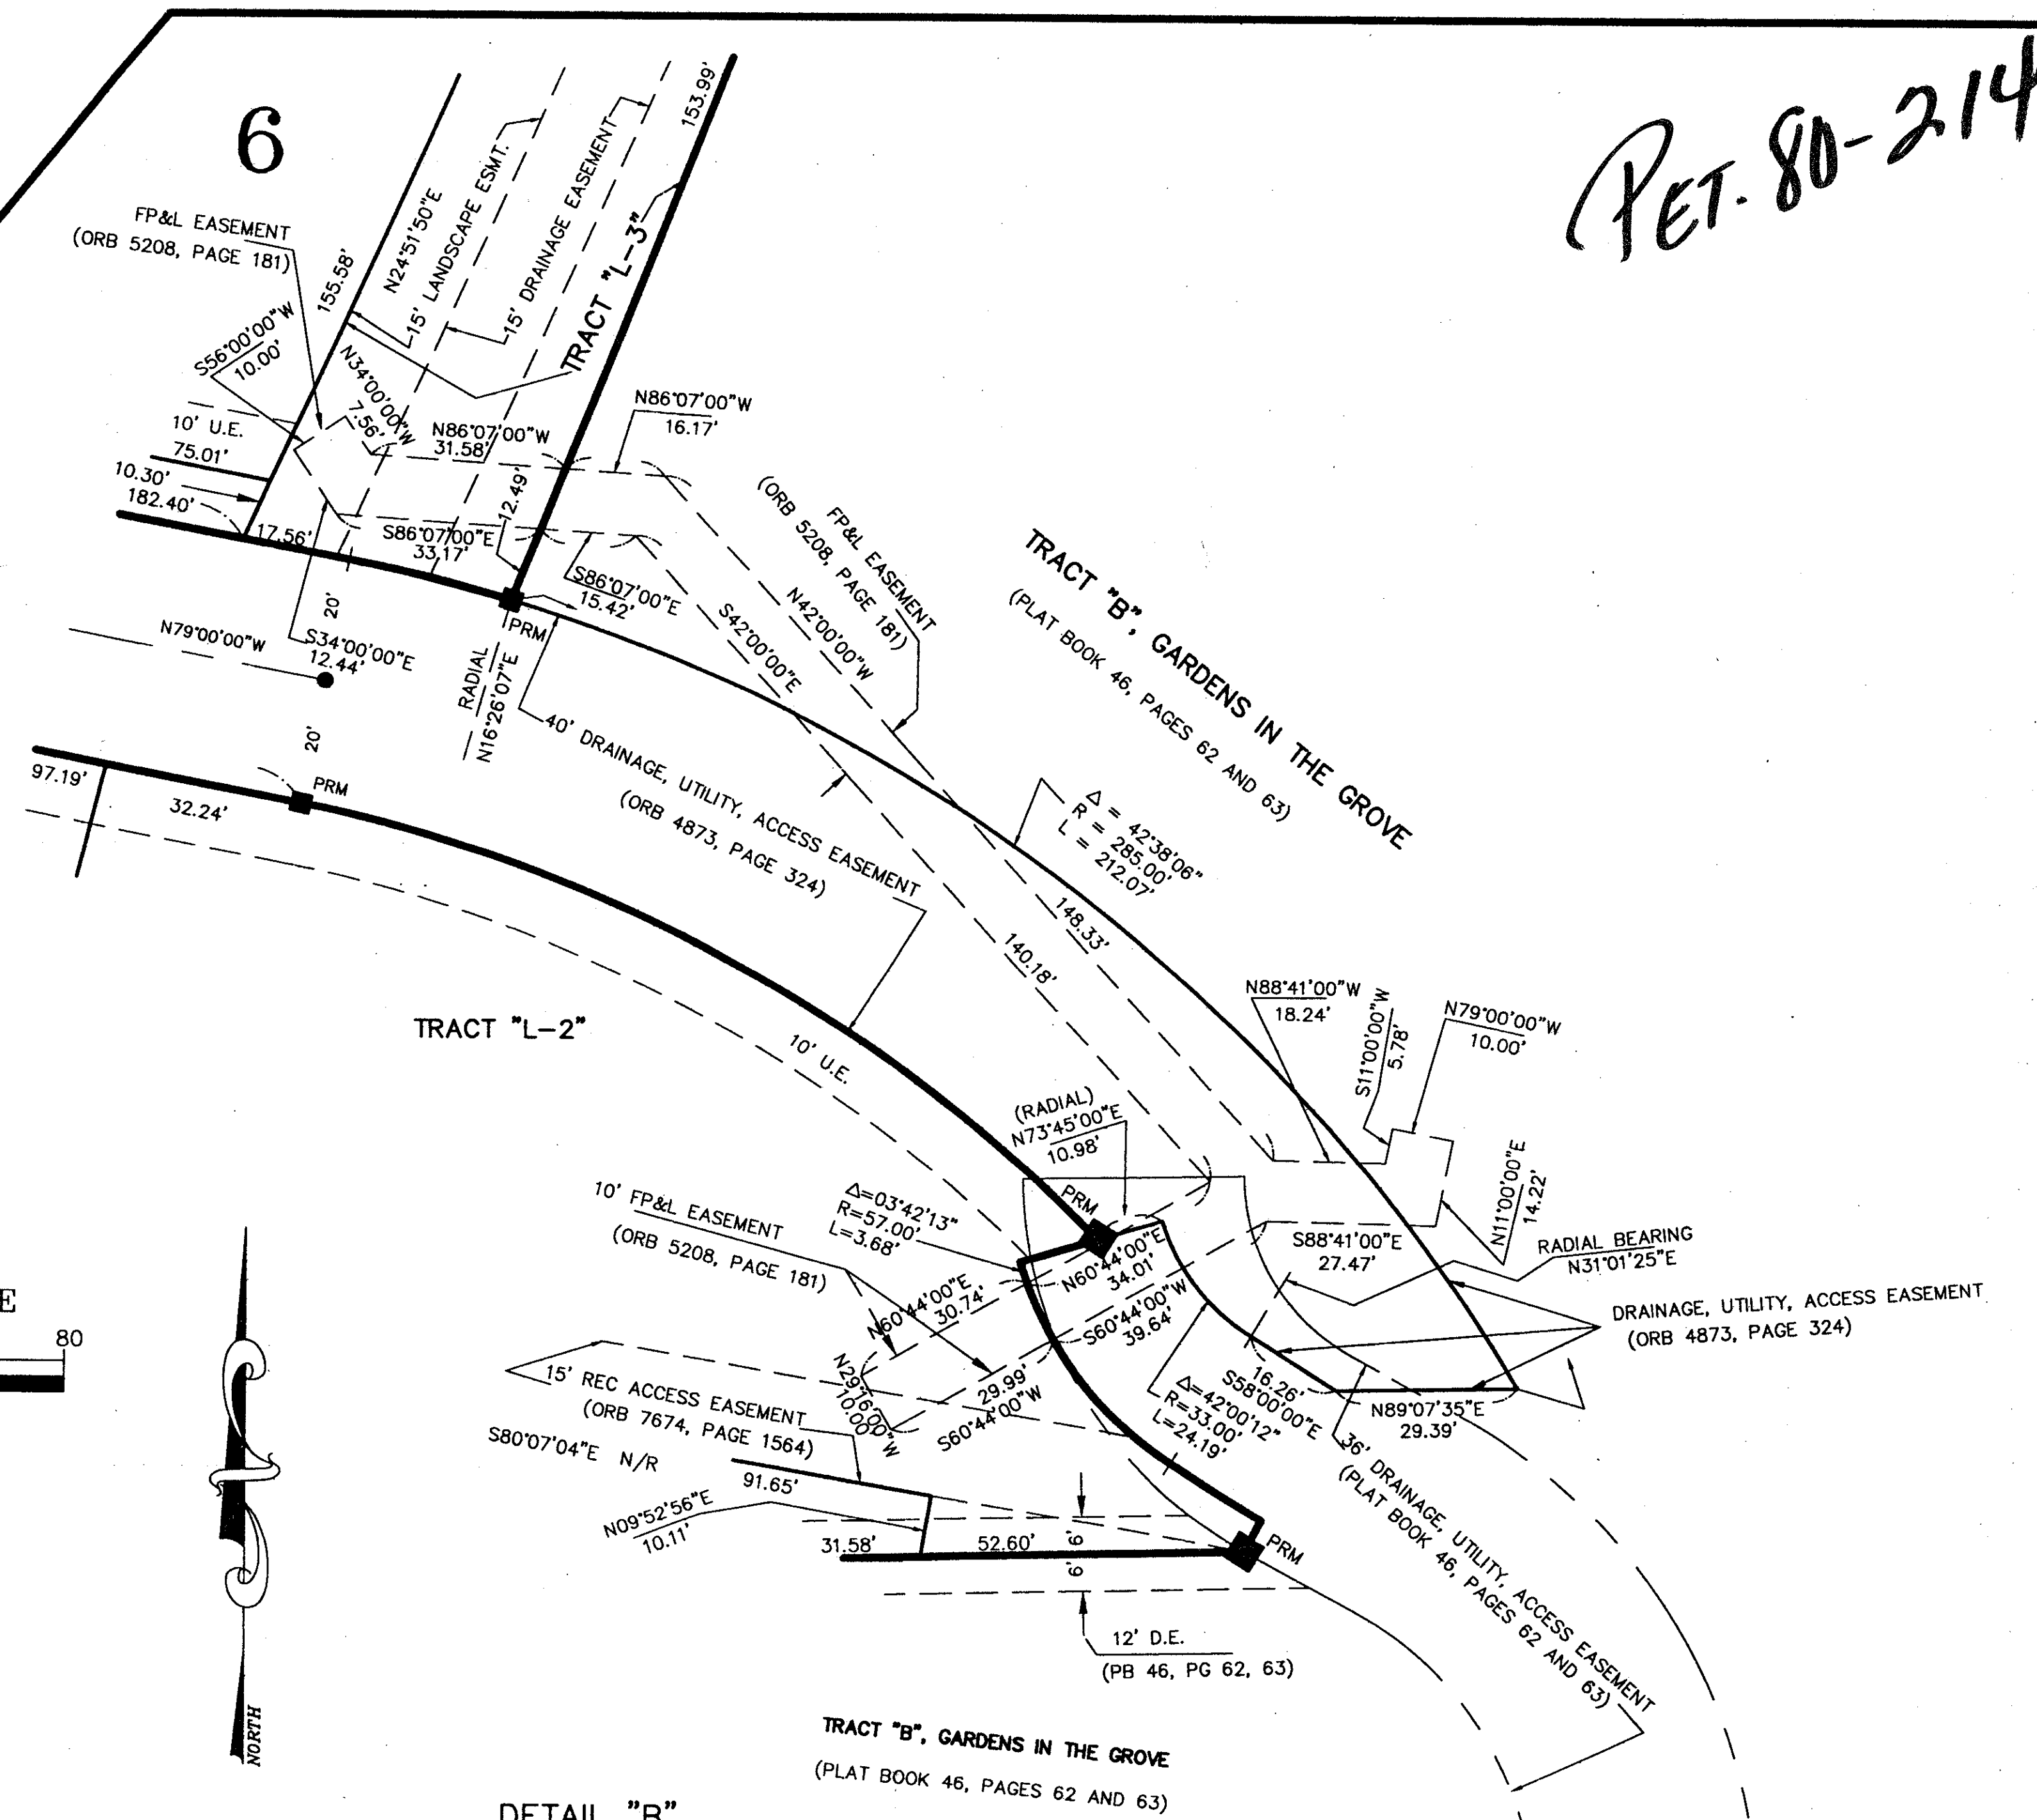 PET. 80-214
6
FP&L EASEMENT
(ORB 5208, PAGE 181)
155.58'
N24°51'50"E
15' LANDSCAPE ESMT.
15' DRAINAGE EASEMENT
153.99'
TRACT "L-3"
S56°00'00"W
10.00'
N34°00'00"W
7.56'
10' U.E.
75.01'
10.30'
182.40'
17.56'
N86°07'00"W
31.58'
12.49'
N86°07'00"W
16.17'
S86°07'00"E
33.17'
S86°07'00"E
15.42'
20'
N79°00'00"W
S34°00'00"E
12.44'
PRM
RADIAL
N16°26'07"E
20'
97.19'
32.24'
PRM
40' DRAINAGE, UTILITY, ACCESS EASEMENT
(ORB 4873, PAGE 324)
S42°00'00"E
N42°00'00"W
FP&L EASEMENT
(ORB 5208, PAGE 181)
TRACT "B", GARDENS IN THE GROVE
(PLAT BOOK 46, PAGES 62 AND 63)
Δ = 42°38'06"
R = 285.00'
L = 212.07'
148.33'
140.18'
TRACT "L-2"
10' U.E.
N88°41'00"W
18.24'
S11°00'00"W
5.78'
N79°00'00"W
10.00'
N11°00'00"E
14.22'
(RADIAL)
N73°45'00"E
10.98'
PRM
10' FP&L EASEMENT
(ORB 5208, PAGE 181)
Δ=03°42'13"
R=57.00'
L=3.68'
N60°44'00"E
34.01'
S60°44'00"W
39.64'
S88°41'00"E
27.47'
RADIAL BEARING
N31°01'25"E
DRAINAGE, UTILITY, ACCESS EASEMENT
(ORB 4873, PAGE 324)
N60°44'00"E
30.74'
N29°16'00"W
10.00'
29.99'
S60°44'00"W
16.26'
S58°00'00"E
Δ=42°00'12"
R=33.00'
L=24.19'
N89°07'35"E
29.39'
15' REC ACCESS EASEMENT
(ORB 7674, PAGE 1564)
S80°07'04"E N/R
91.65'
N09°52'56"E
10.11'
31.58'
52.60'
6'
6'
PRM
36' DRAINAGE, UTILITY, ACCESS EASEMENT
(PLAT BOOK 46, PAGES 62 AND 63)
12' D.E.
(PB 46, PG 62, 63)
E
80
NORTH
TRACT "B", GARDENS IN THE GROVE
(PLAT BOOK 46, PAGES 62 AND 63)
DETAIL "B"